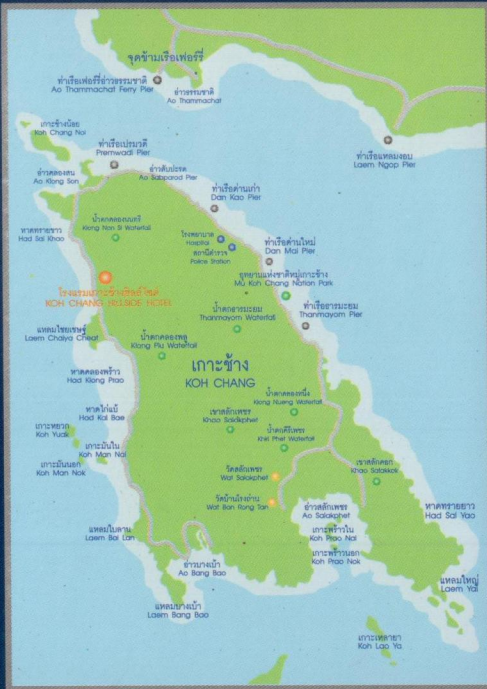 จุดข้ามเรือเฟอร์รี่
ท่าเรือเฟอร์รี่อ่าวธรรมชาติ
Ao Thammachat Ferry Pier
อ่าวธรรมชาติ
Ao Thammachat
เกาะช้างน้อย
Koh Chang Noi
ท่าเรือเปรมวดี
Premwadi Pier
ท่าเรือแหลมงอบ
Laem Ngop Pier
อ่าวคลองสน
Ao Klong Son
อ่าวสับปะรด
Ao Sabparod Pier
ท่าเรือด่านเก่า
Dan Kao Pier
หาดทรายขาว
Had Sai Khao
น้ำตกคลองนนทรี
Klong Non Si Waterfall
โรงพยาบาล
Hospital
สถานีตำรวจ
Police Station
ท่าเรือด่านใหม่
Dan Mai Pier
อุทยานแห่งชาติหมู่เกาะช้าง
Mu Koh Chang Nation Park
KOH CHANG HILLSIDE HOTEL
น้ำตกธารมะยม
Thanmayom Waterfall
ท่าเรือธารมะยม
Thanmayom Pier
แหลมไชยเชษฐ์
Laem Chaiya Cheat
น้ำตกคลองพลู
Klong Plu Waterfall
เกาะช้าง
KOH CHANG
หาดคลองพร้าว
Had Klong Prao
น้ำตกคลองหนึ่ง
Klong Nueng Waterfall
หาดไก่แบ้
Had Kai Bae
เขาสลักเพชร
Khao Salakphet
เกาะหยวก
Koh Yuak
น้ำตกคีรีเพชร
Khiri Phet Waterfall
เกาะมันใน
Koh Man Nai
เกาะมันนอก
Koh Man Nok
วัดสลักเพชร
Wat Salakphet
เขาสลักคอก
Khao Salakkok
วัดบ้านโรงถ่าน
Wat Ban Rong Tan
อ่าวสลักเพชร
Ao Salakphet
หาดทรายยาว
Had Sai Yao
แหลมใบลาน
Laem Bai Lan
เกาะพร้าวใน
Koh Prao Nai
เกาะพร้าวนอก
Koh Prao Nok
อ่าวบางเบ้า
Ao Bang Bao
แหลมใหญ่
Laem Yai
แหลมบางเบ้า
Laem Bang Bao
เกาะเหลายา
Koh Lao Ya